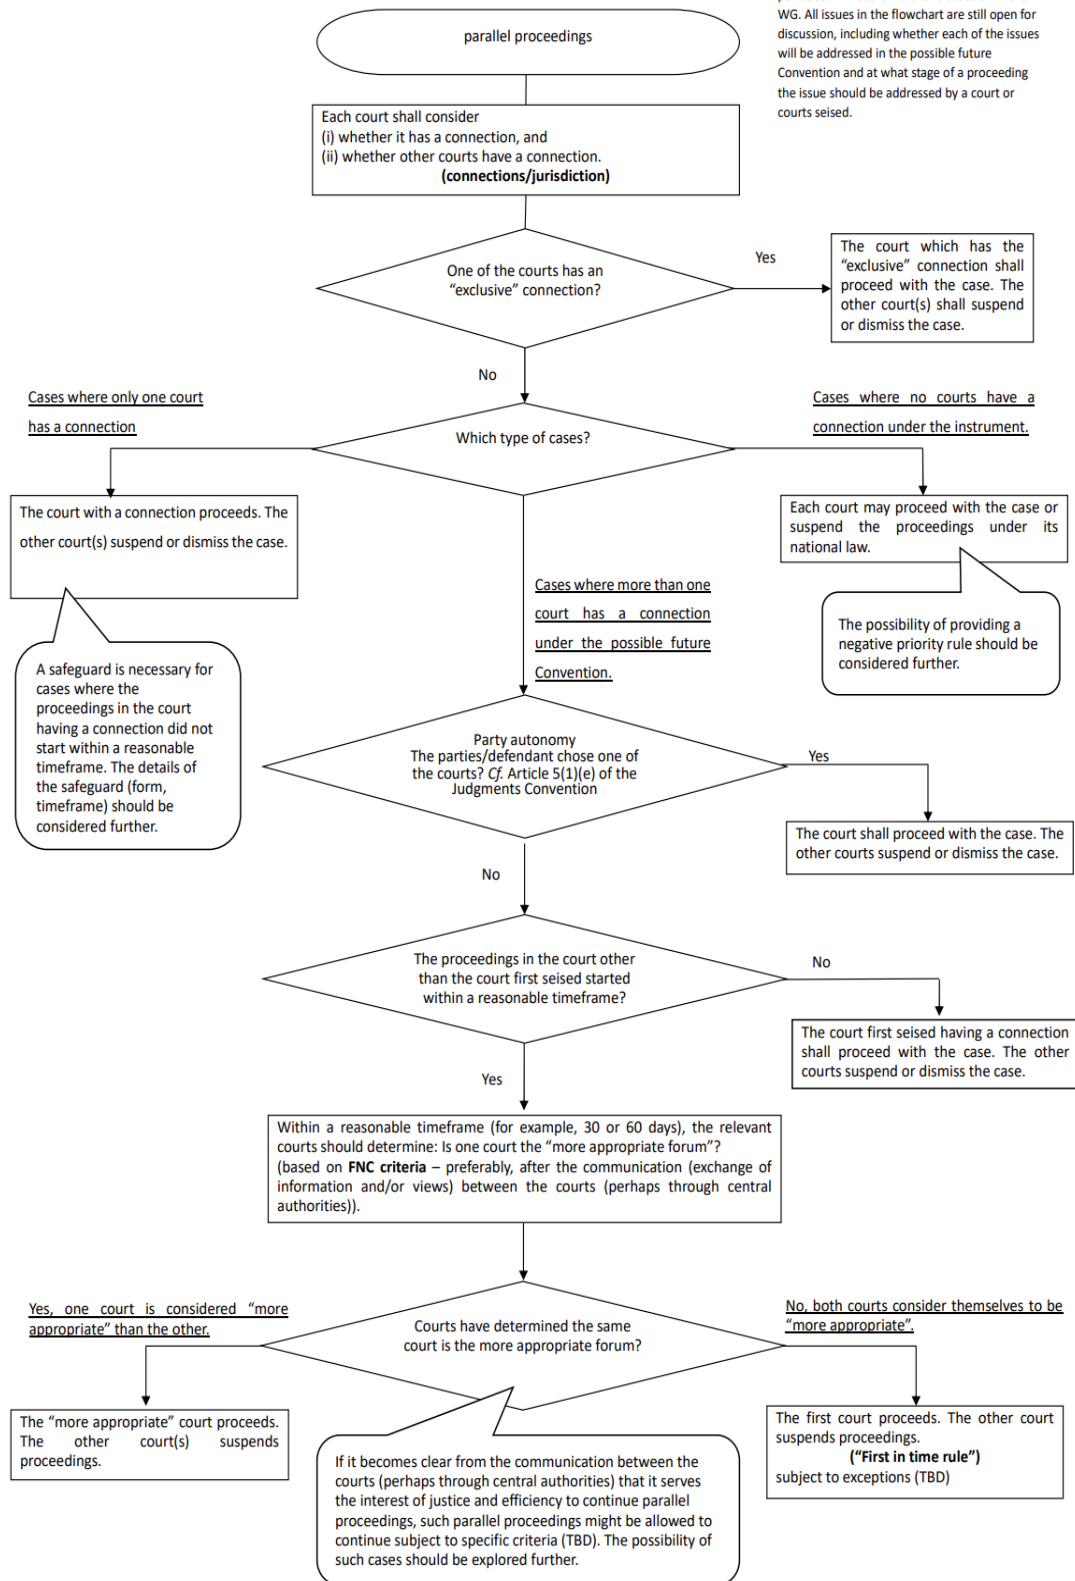 WG. All issues in the flowchart are still open for
discussion, including whether each of the issues
will be addressed in the possible future
Convention and at what stage of a proceeding
the issue should be addressed by a court or
courts seised.
parallel proceedings
Each court shall consider
(i) whether it has a connection, and
(ii) whether other courts have a connection.
(connections/jurisdiction)
One of the courts has an
“exclusive” connection?
Yes
The court which has the
“exclusive” connection shall
proceed with the case. The
other court(s) shall suspend
or dismiss the case.
No
Cases where only one court
has a connection
Which type of cases?
Cases where no courts have a
connection under the instrument.
The court with a connection proceeds. The
other court(s) suspend or dismiss the case.
Each court may proceed with the case or
suspend the proceedings under its
national law.
Cases where more than one
court has a connection
under the possible future
Convention.
The possibility of providing a
negative priority rule should be
considered further.
A safeguard is necessary for
cases where the
proceedings in the court
having a connection did not
start within a reasonable
timeframe. The details of
the safeguard (form,
timeframe) should be
considered further.
Party autonomy
The parties/defendant chose one of
the courts? Cf. Article 5(1)(e) of the
Judgments Convention
Yes
The court shall proceed with the case. The
other courts suspend or dismiss the case.
No
The proceedings in the court other
than the court first seised started
within a reasonable timeframe?
No
The court first seised having a connection
shall proceed with the case. The other
courts suspend or dismiss the case.
Yes
Within a reasonable timeframe (for example, 30 or 60 days), the relevant
courts should determine: Is one court the “more appropriate forum”?
(based on FNC criteria – preferably, after the communication (exchange of
information and/or views) between the courts (perhaps through central
authorities)).
Yes, one court is considered “more
appropriate” than the other.
Courts have determined the same
court is the more appropriate forum?
No, both courts consider themselves to be
“more appropriate”.
The “more appropriate” court proceeds.
The other court(s) suspends
proceedings.
The first court proceeds. The other court
suspends proceedings.
(“First in time rule”)
subject to exceptions (TBD)
If it becomes clear from the communication between the
courts (perhaps through central authorities) that it serves
the interest of justice and efficiency to continue parallel
proceedings, such parallel proceedings might be allowed to
continue subject to specific criteria (TBD). The possibility of
such cases should be explored further.